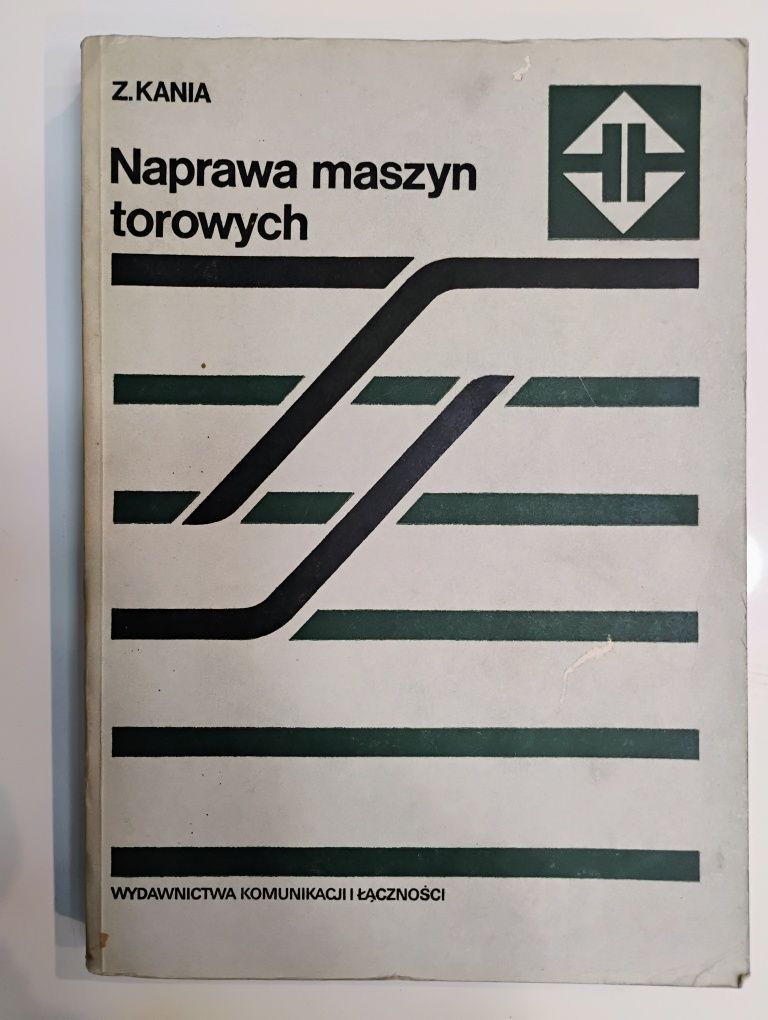 Z.KANIA
Naprawa maszyn
torowych
WYDAWNICTWA KOMUNIKACJI I ŁĄCZNOŚCI